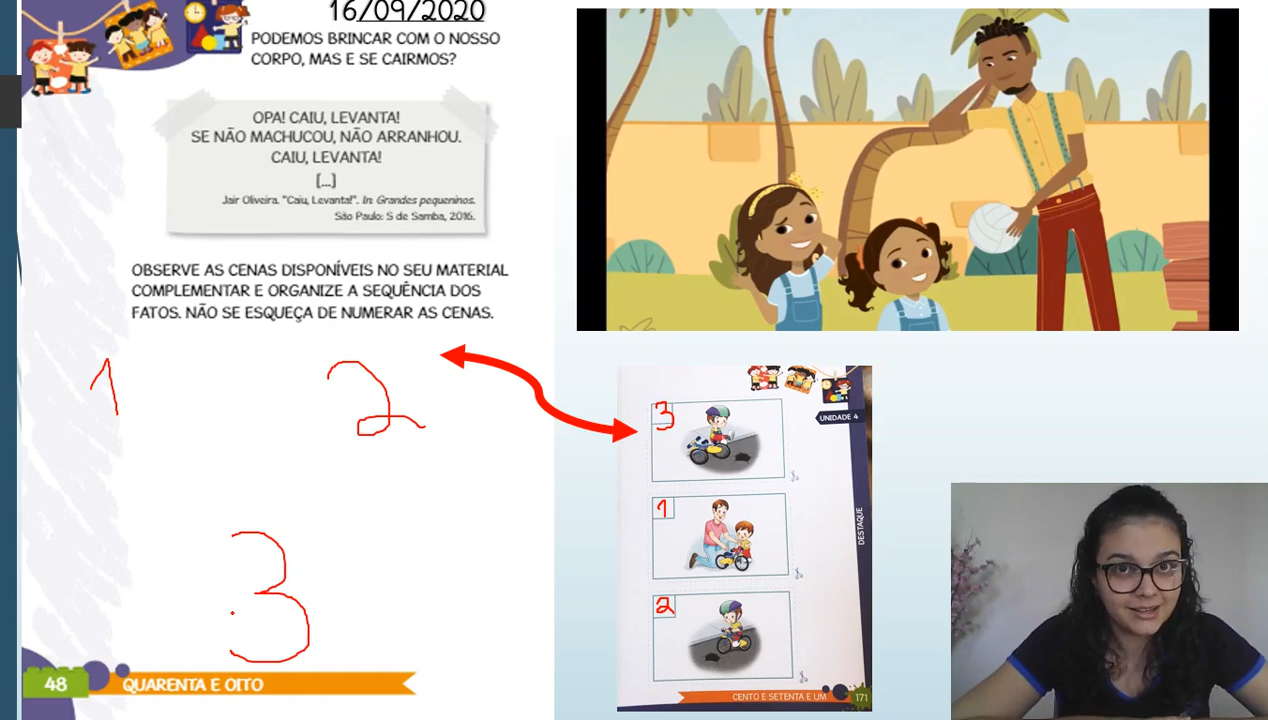 16/09/2020
PODEMOS BRINCAR COM O NOSSO
CORPO, MAS E SE CAIRMOS?
OPA! CAIU, LEVANTA!
SE NÃO MACHUCOU, NÃO ARRANHOU.
CAIU, LEVANTA!
[...]
Jair Oliveira. "Caiu, Levanta!". In: Grandes pequeninos.
São Paulo: S de Samba, 2016.
OBSERVE AS CENAS DISPONÍVEIS NO SEU MATERIAL
COMPLEMENTAR E ORGANIZE A SEQUÊNCIA DOS
FATOS. NÃO SE ESQUEÇA DE NUMERAR AS CENAS.
1 2
3
48 QUARENTA E OITO
UNIDADE 4
3
1
DESTAQUE
2
CENTO E SETENTA E UM 171